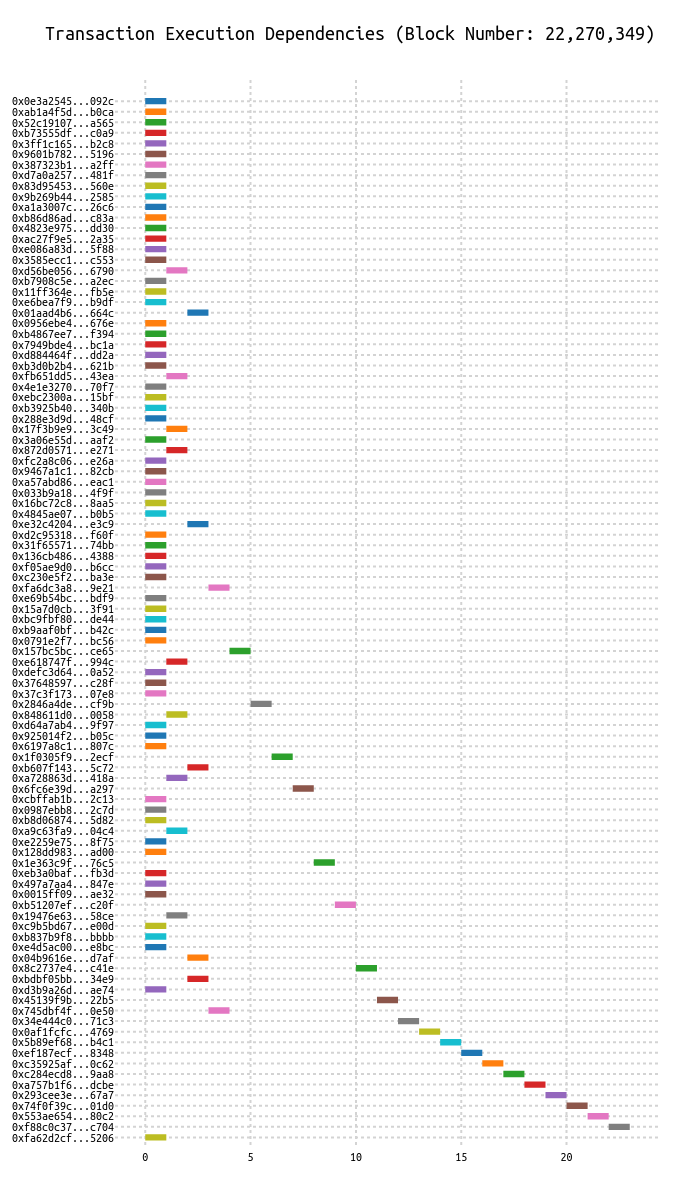 Transaction Execution Dependencies (Block Number: 22,270,349)
0x0e3a2545...092c
0xab1a4f5d...b0ca
0x52c19107...a565
0xb73555df...c0a9
0x3ff1c165...b2c8
0x9601b782...5196
0x387323b1...a2ff
0xd7a0a257...481f
0x83d95453...560e
0x9b269b44...2585
0xa1a3007c...26c6
0xb86d86ad...c83a
0x4823e975...dd30
0xac27f9e5...2a35
0xe086a83d...5f88
0x3585ecc1...c553
0xd56be056...6790
0xb7908c5e...a2ec
0x11ff364e...fb5e
0xe6bea7f9...b9df
0x01aad4b6...664c
0x0956ebe4...676e
0xb4867ee7...f394
0x7949bde4...bc1a
0xd884464f...dd2a
0xb3d0b2b4...621b
0xfb651dd5...43ea
0x4e1e3270...70f7
0xebc2300a...15bf
0xb3925b40...340b
0x288e3d9d...48cf
0x17f3b9e9...3c49
0x3a06e55d...aaf2
0x872d0571...e271
0xfc2a8c06...e26a
0x9467a1c1...82cb
0xa57abd86...eac1
0x033b9a18...4f9f
0x16bc72c8...8aa5
0x4845ae07...b0b5
0xe32c4204...e3c9
0xd2c95318...f60f
0x31f65571...74bb
0x136cb486...4388
0xf05ae9d0...b6cc
0xc230e5f2...ba3e
0xfa6dc3a8...9e21
0xe69b54bc...bdf9
0x15a7d0cb...3f91
0xbc9fbf80...de44
0xb9aaf0bf...b42c
0x0791e2f7...bc56
0x157bc5bc...ce65
0xe618747f...994c
0xdefc3d64...0a52
0x37648597...c28f
0x37c3f173...07e8
0x2846a4de...cf9b
0x848611d0...0058
0xd64a7ab4...9f97
0x925014f2...b05c
0x6197a8c1...807c
0x1f0305f9...2ecf
0xb607f143...5c72
0xa728863d...418a
0x6fc6e39d...a297
0xcbffab1b...2c13
0x0987ebb8...2c7d
0xb8d06874...5d82
0xa9c63fa9...04c4
0xe2259e75...8f75
0x128dd983...ad00
0x1e363c9f...76c5
0xeb3a0baf...fb3d
0x497a7aa4...847e
0x0015ff09...ae32
0xb51207ef...c20f
0x19476e63...58ce
0xc9b5bd67...e00d
0xb837b9f8...bbbb
0xe4d5ac00...e8bc
0x04b9616e...d7af
0x8c2737e4...c41e
0xbdbf05bb...34e9
0xd3b9a26d...ae74
0x45139f9b...22b5
0x745dbf4f...0e50
0x34e444c0...71c3
0x0af1fcfc...4769
0x5b89ef68...b4c1
0xef187ecf...8348
0xc35925af...0c62
0xc284ecd8...9aa8
0xa757b1f6...dcbe
0x293cee3e...67a7
0x74f0f39c...01d0
0x553ae654...80c2
0xf88c0c37...c704
0xfa62d2cf...5206
0 5 10 15 20